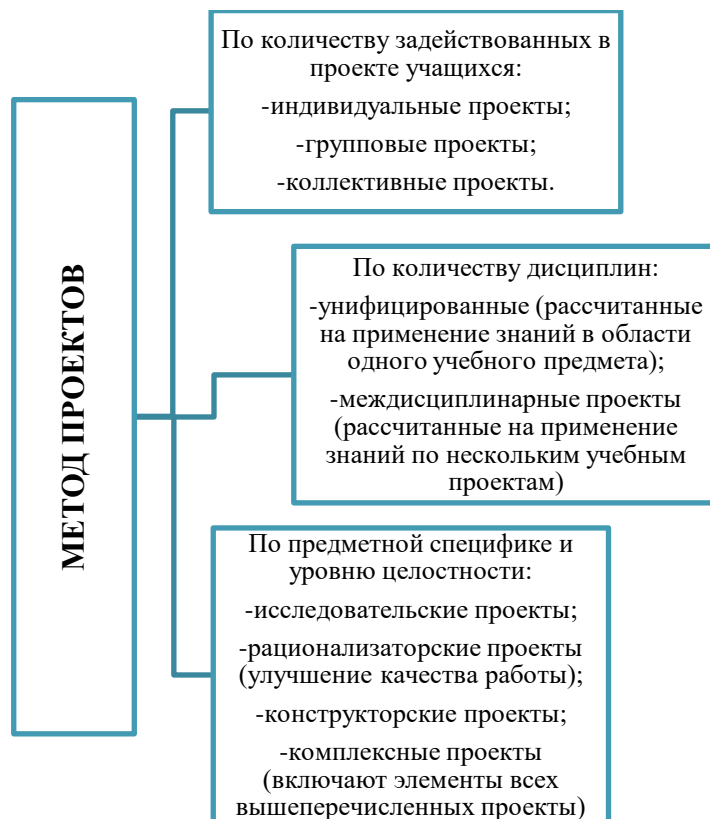 МЕТОД ПРОЕКТОВ
По количеству задействованных в
проекте учащихся:
-индивидуальные проекты;
-групповые проекты;
-коллективные проекты.
По количеству дисциплин:
-унифицированные (рассчитанные
на применение знаний в области
одного учебного предмета);
-междисциплинарные проекты
(рассчитанные на применение
знаний по нескольким учебным
проектам)
По предметной специфике и
уровню целостности:
-исследовательские проекты;
-рационализаторские проекты
(улучшение качества работы);
-конструкторские проекты;
-комплексные проекты
(включают элементы всех
вышеперечисленных проекты)